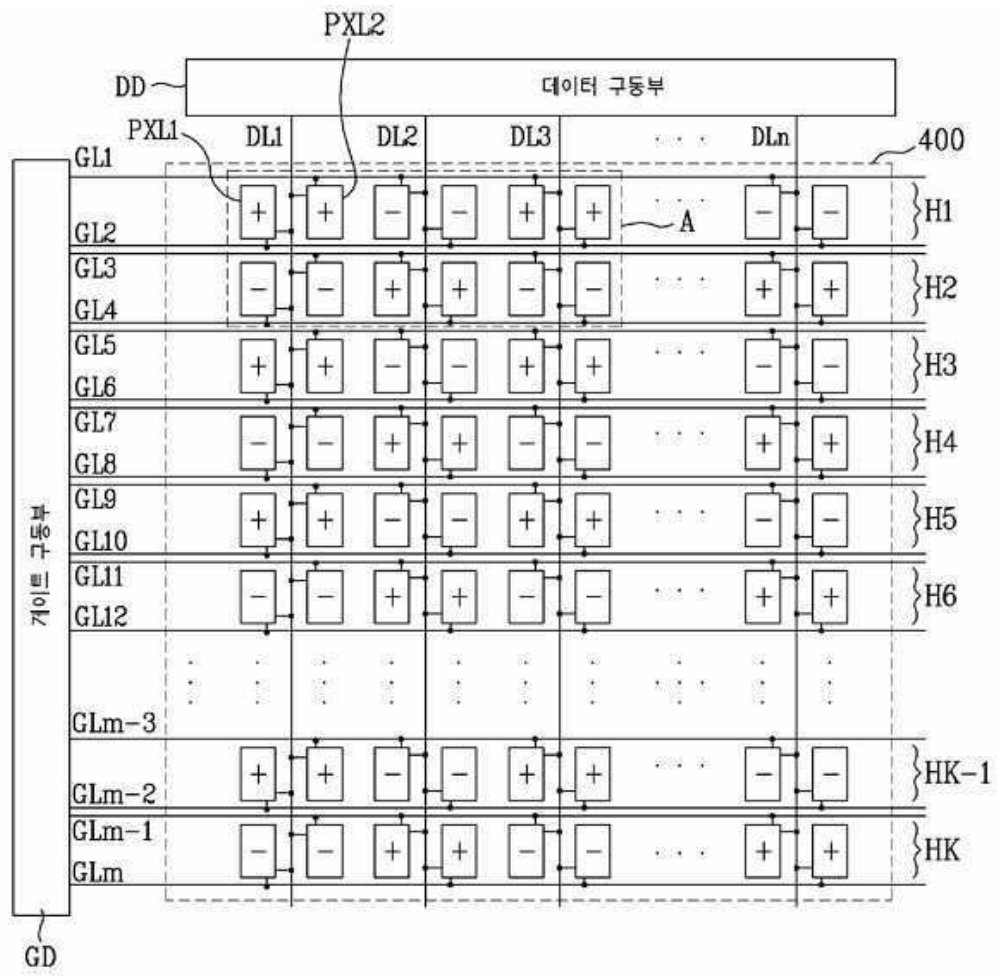 PXL2
DD
데이터 구동부
PXL1
DL1 DL2 DL3 . . . DLn
400
GL1
+ + − − + + . . . − −
H1
A
GL2
GL3
− − + + − − . . . + +
H2
GL4
GL5
+ + − − + + . . . − −
H3
GL6
GL7
− − + + − − . . . + +
H4
GL8
GL9
+ + − − + + . . . − −
H5
GL10
GL11
− − + + − − . . . + +
H6
GL12
게이트 구동부
GLm-3
+ + − − + + . . . − −
HK-1
GLm-2
GLm-1
− − + + − − . . . + +
HK
GLm
GD